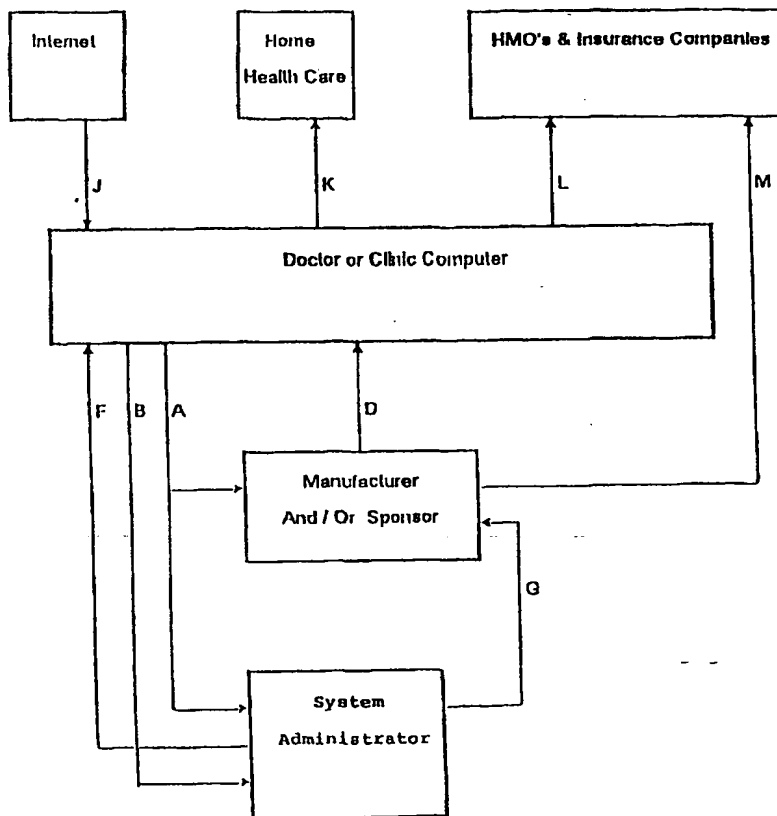 Internet
Home
Health Care
HMO's & Insurance Companies
J
K
L
M
Doctor or Clinic Computer
F
B
A
D
Manufacturer
And / Or Sponsor
G
System
Administrator